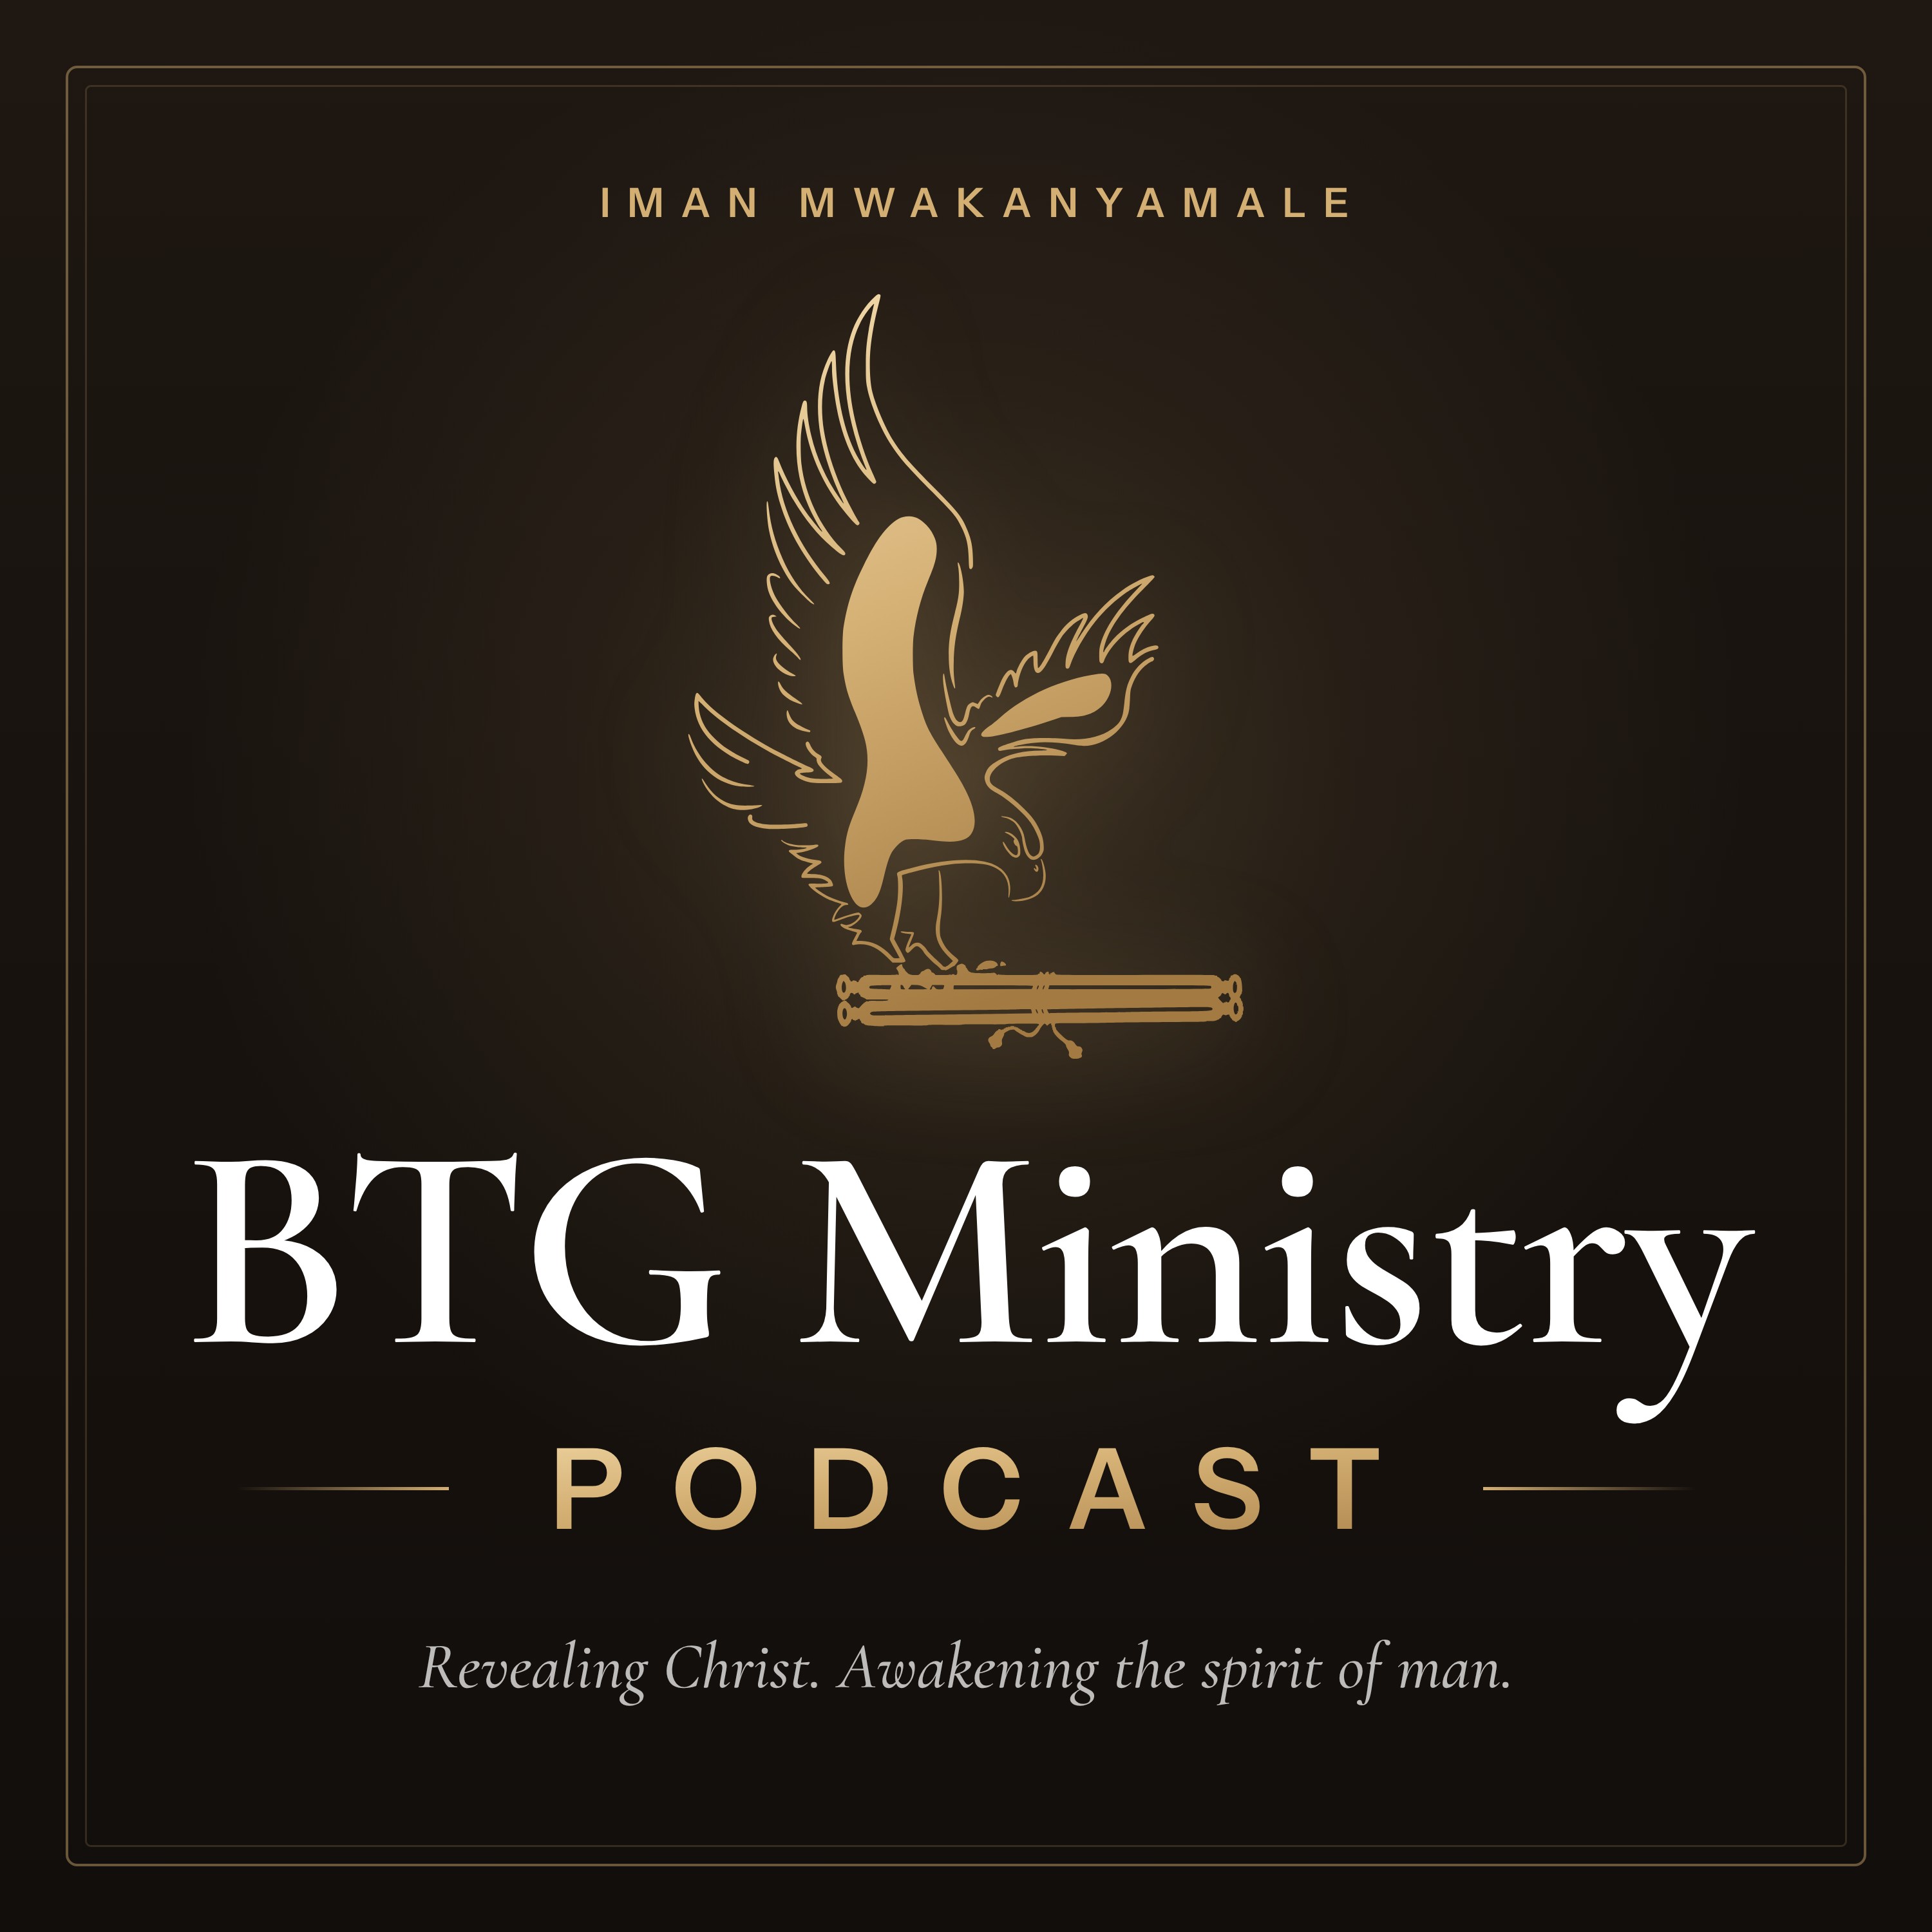 IMAN MWAKANYAMALE
BTG Ministry
PODCAST
Revealing Christ. Awakening the spirit of man.